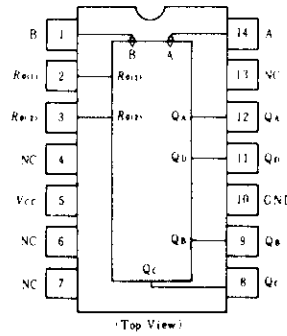 B 1 14 A
B A
R0(1) 2 R0(2) 13 NC
R0(2) 3 R0(2) QA 12 QA
NC 4 QD 11 QD
Vcc 5 10 GND
NC 6 QB 9 QB
NC 7 QC 8 QC
(Top View)